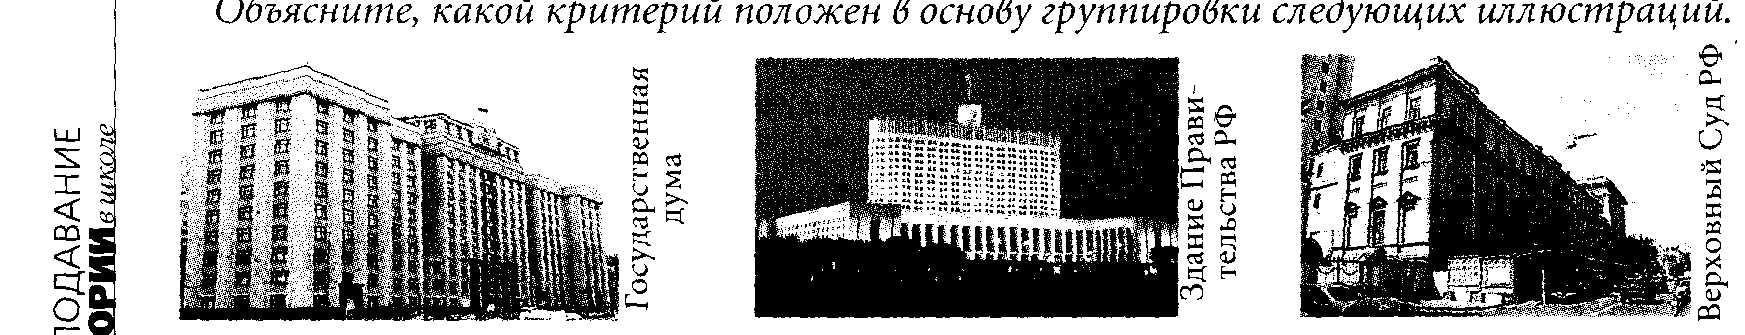 Объясните, какой критерий положен в основу группировки следующих иллюстраций.
ПОДАВАНИЕ
ОРИИ в школе
Государственная
дума
Здание Прави-
тельства РФ
Верховный Суд РФ